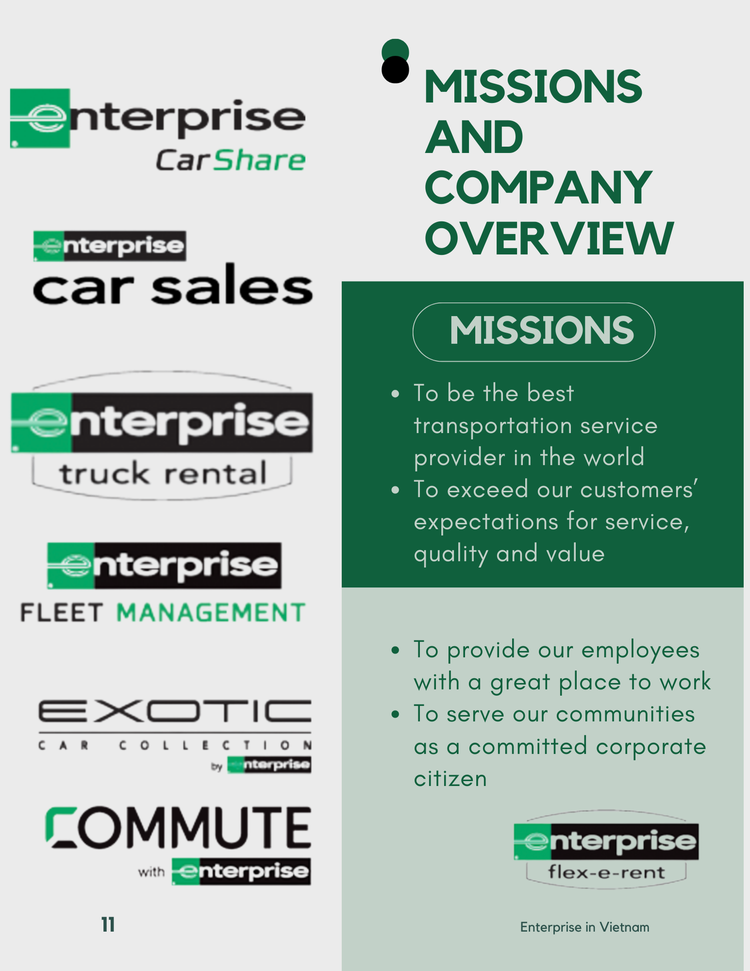 enterprise
CarShare
enterprise
car sales
enterprise
truck rental
enterprise
FLEET MANAGEMENT
EXOTIC
CAR COLLECTION
by enterprise
COMMUTE
with enterprise
11
MISSIONS
AND
COMPANY
OVERVIEW
MISSIONS
• To be the best
transportation service
provider in the world
• To exceed our customers’
expectations for service,
quality and value
• To provide our employees
with a great place to work
• To serve our communities
as a committed corporate
citizen
enterprise
flex-e-rent
Enterprise in Vietnam